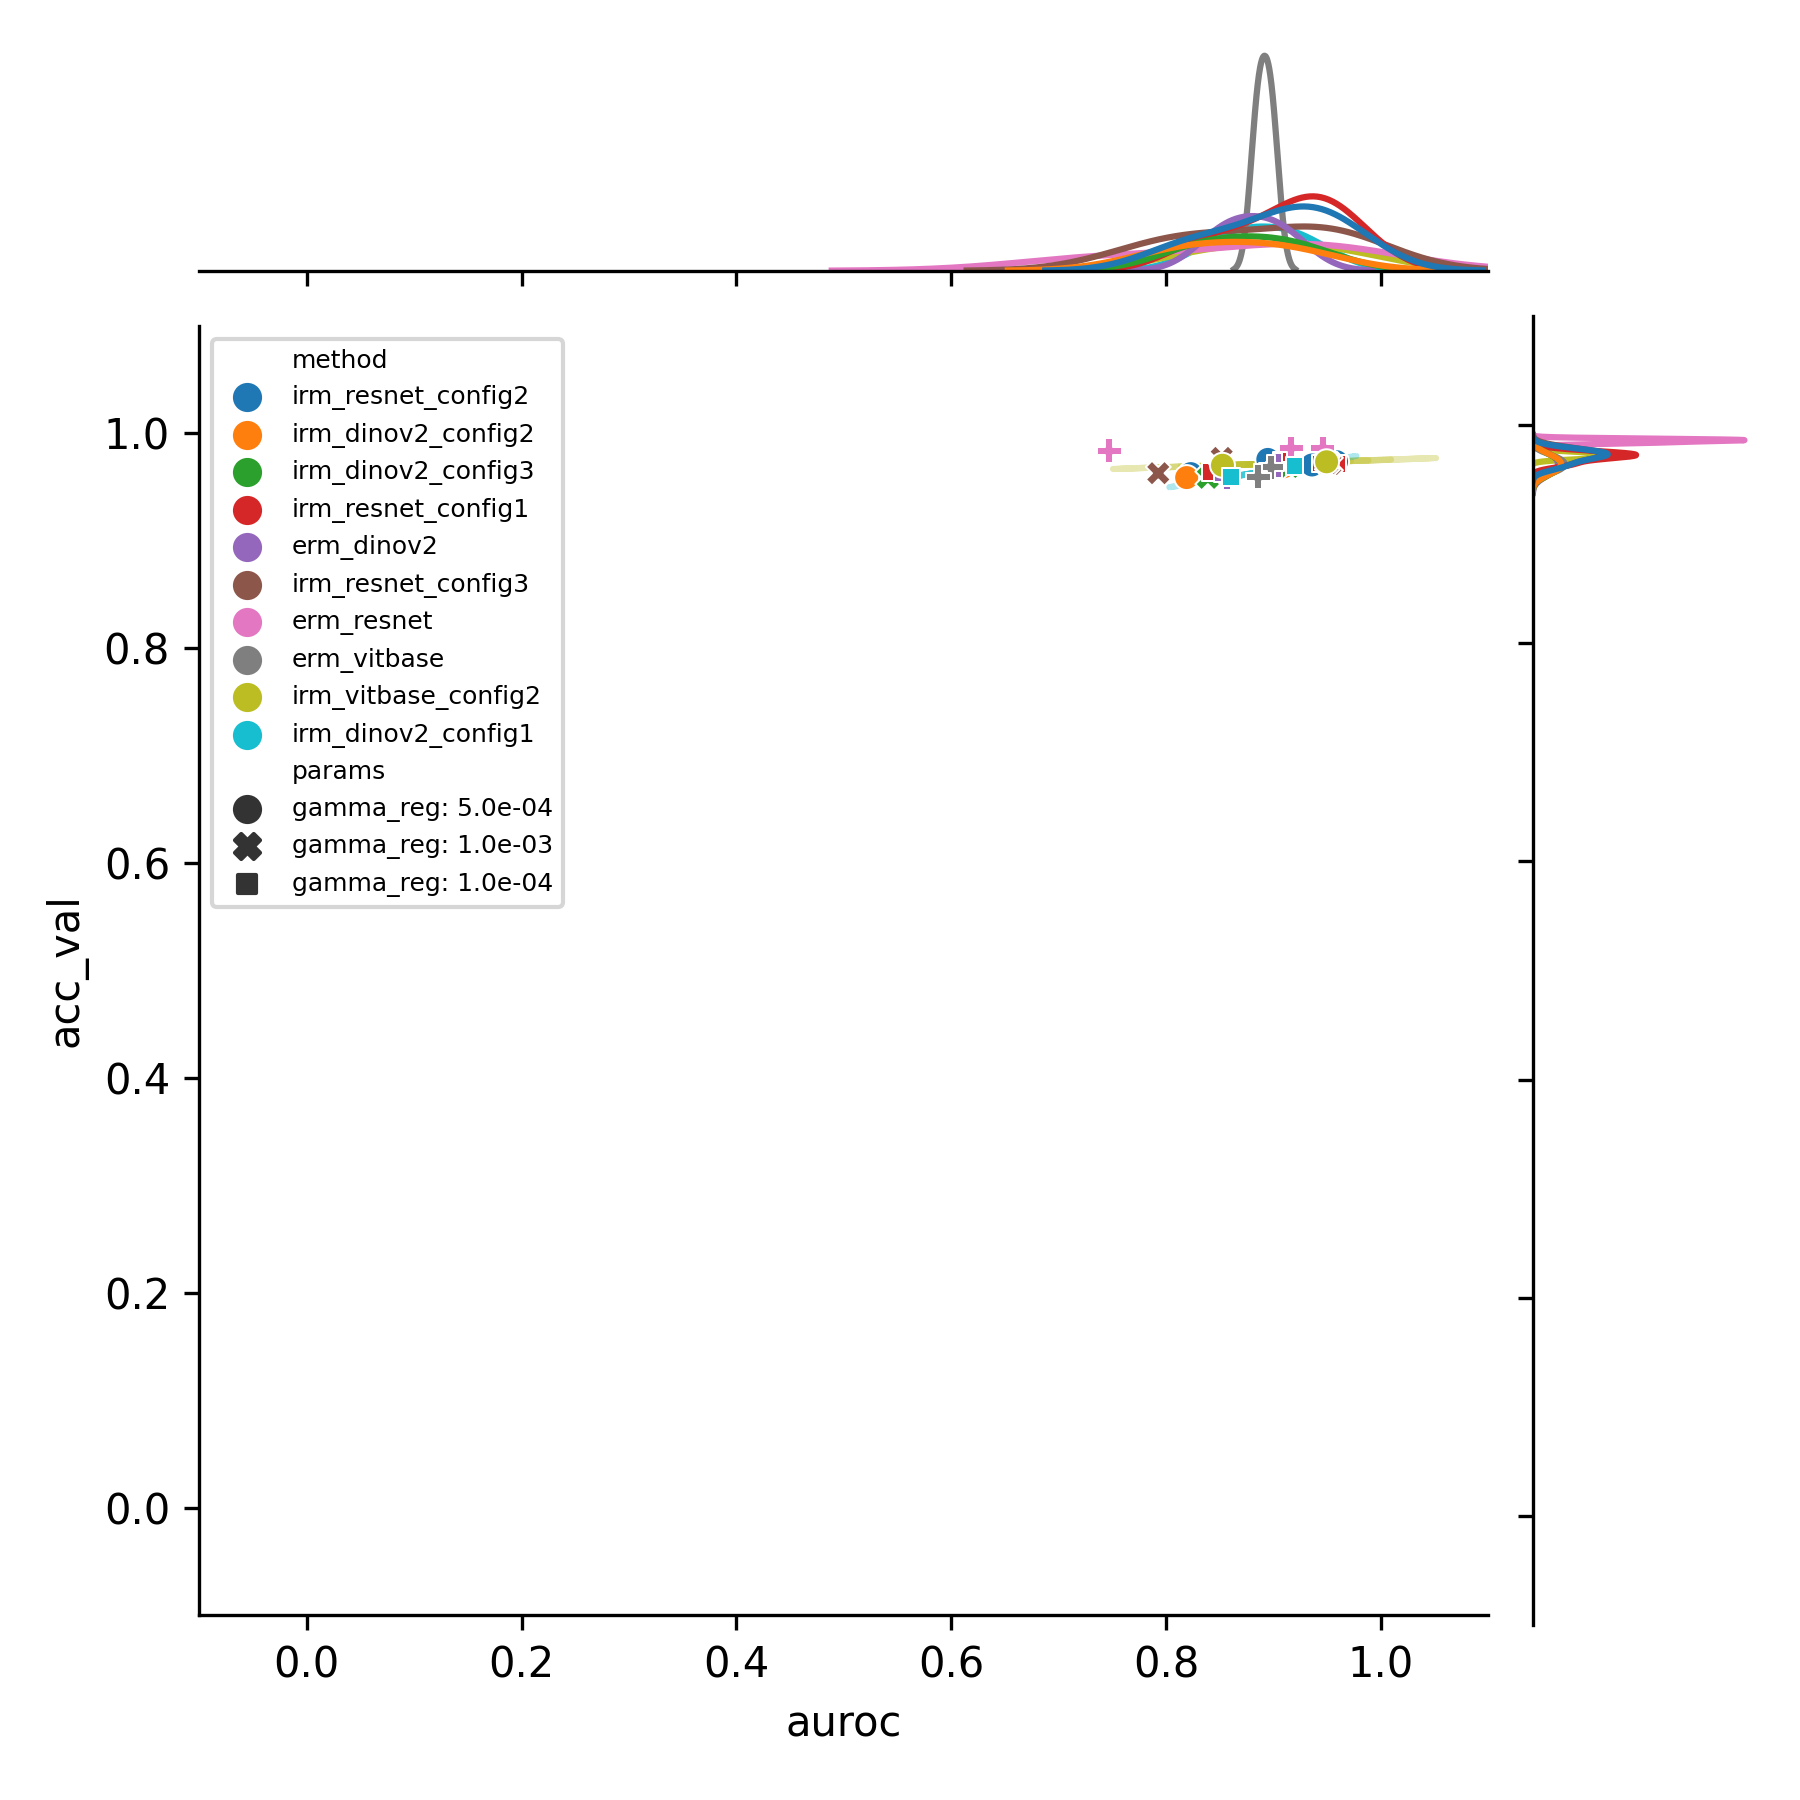 method
irm_resnet_config2
irm_dinov2_config2
irm_dinov2_config3
irm_resnet_config1
erm_dinov2
irm_resnet_config3
erm_resnet
erm_vitbase
irm_vitbase_config2
irm_dinov2_config1
params
gamma_reg: 5.0e-04
gamma_reg: 1.0e-03
gamma_reg: 1.0e-04
1.0
0.8
0.6
0.4
0.2
0.0
acc_val
0.0 0.2 0.4 0.6 0.8 1.0
auroc